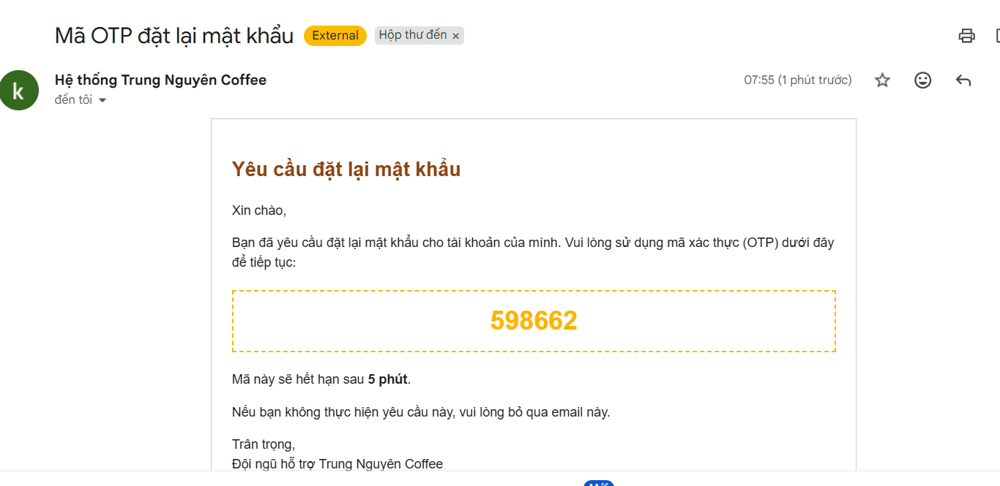 Mã OTP đặt lại mật khẩu External Hộp thư đến ×
k
Hệ thống Trung Nguyên Coffee 07:55 (1 phút trước)
đến tôi
Yêu cầu đặt lại mật khẩu
Xin chào,
Bạn đã yêu cầu đặt lại mật khẩu cho tài khoản của mình. Vui lòng sử dụng mã xác thực (OTP) dưới đây
để tiếp tục:
598662
Mã này sẽ hết hạn sau 5 phút.
Nếu bạn không thực hiện yêu cầu này, vui lòng bỏ qua email này.
Trân trọng,
Đội ngũ hỗ trợ Trung Nguyên Coffee